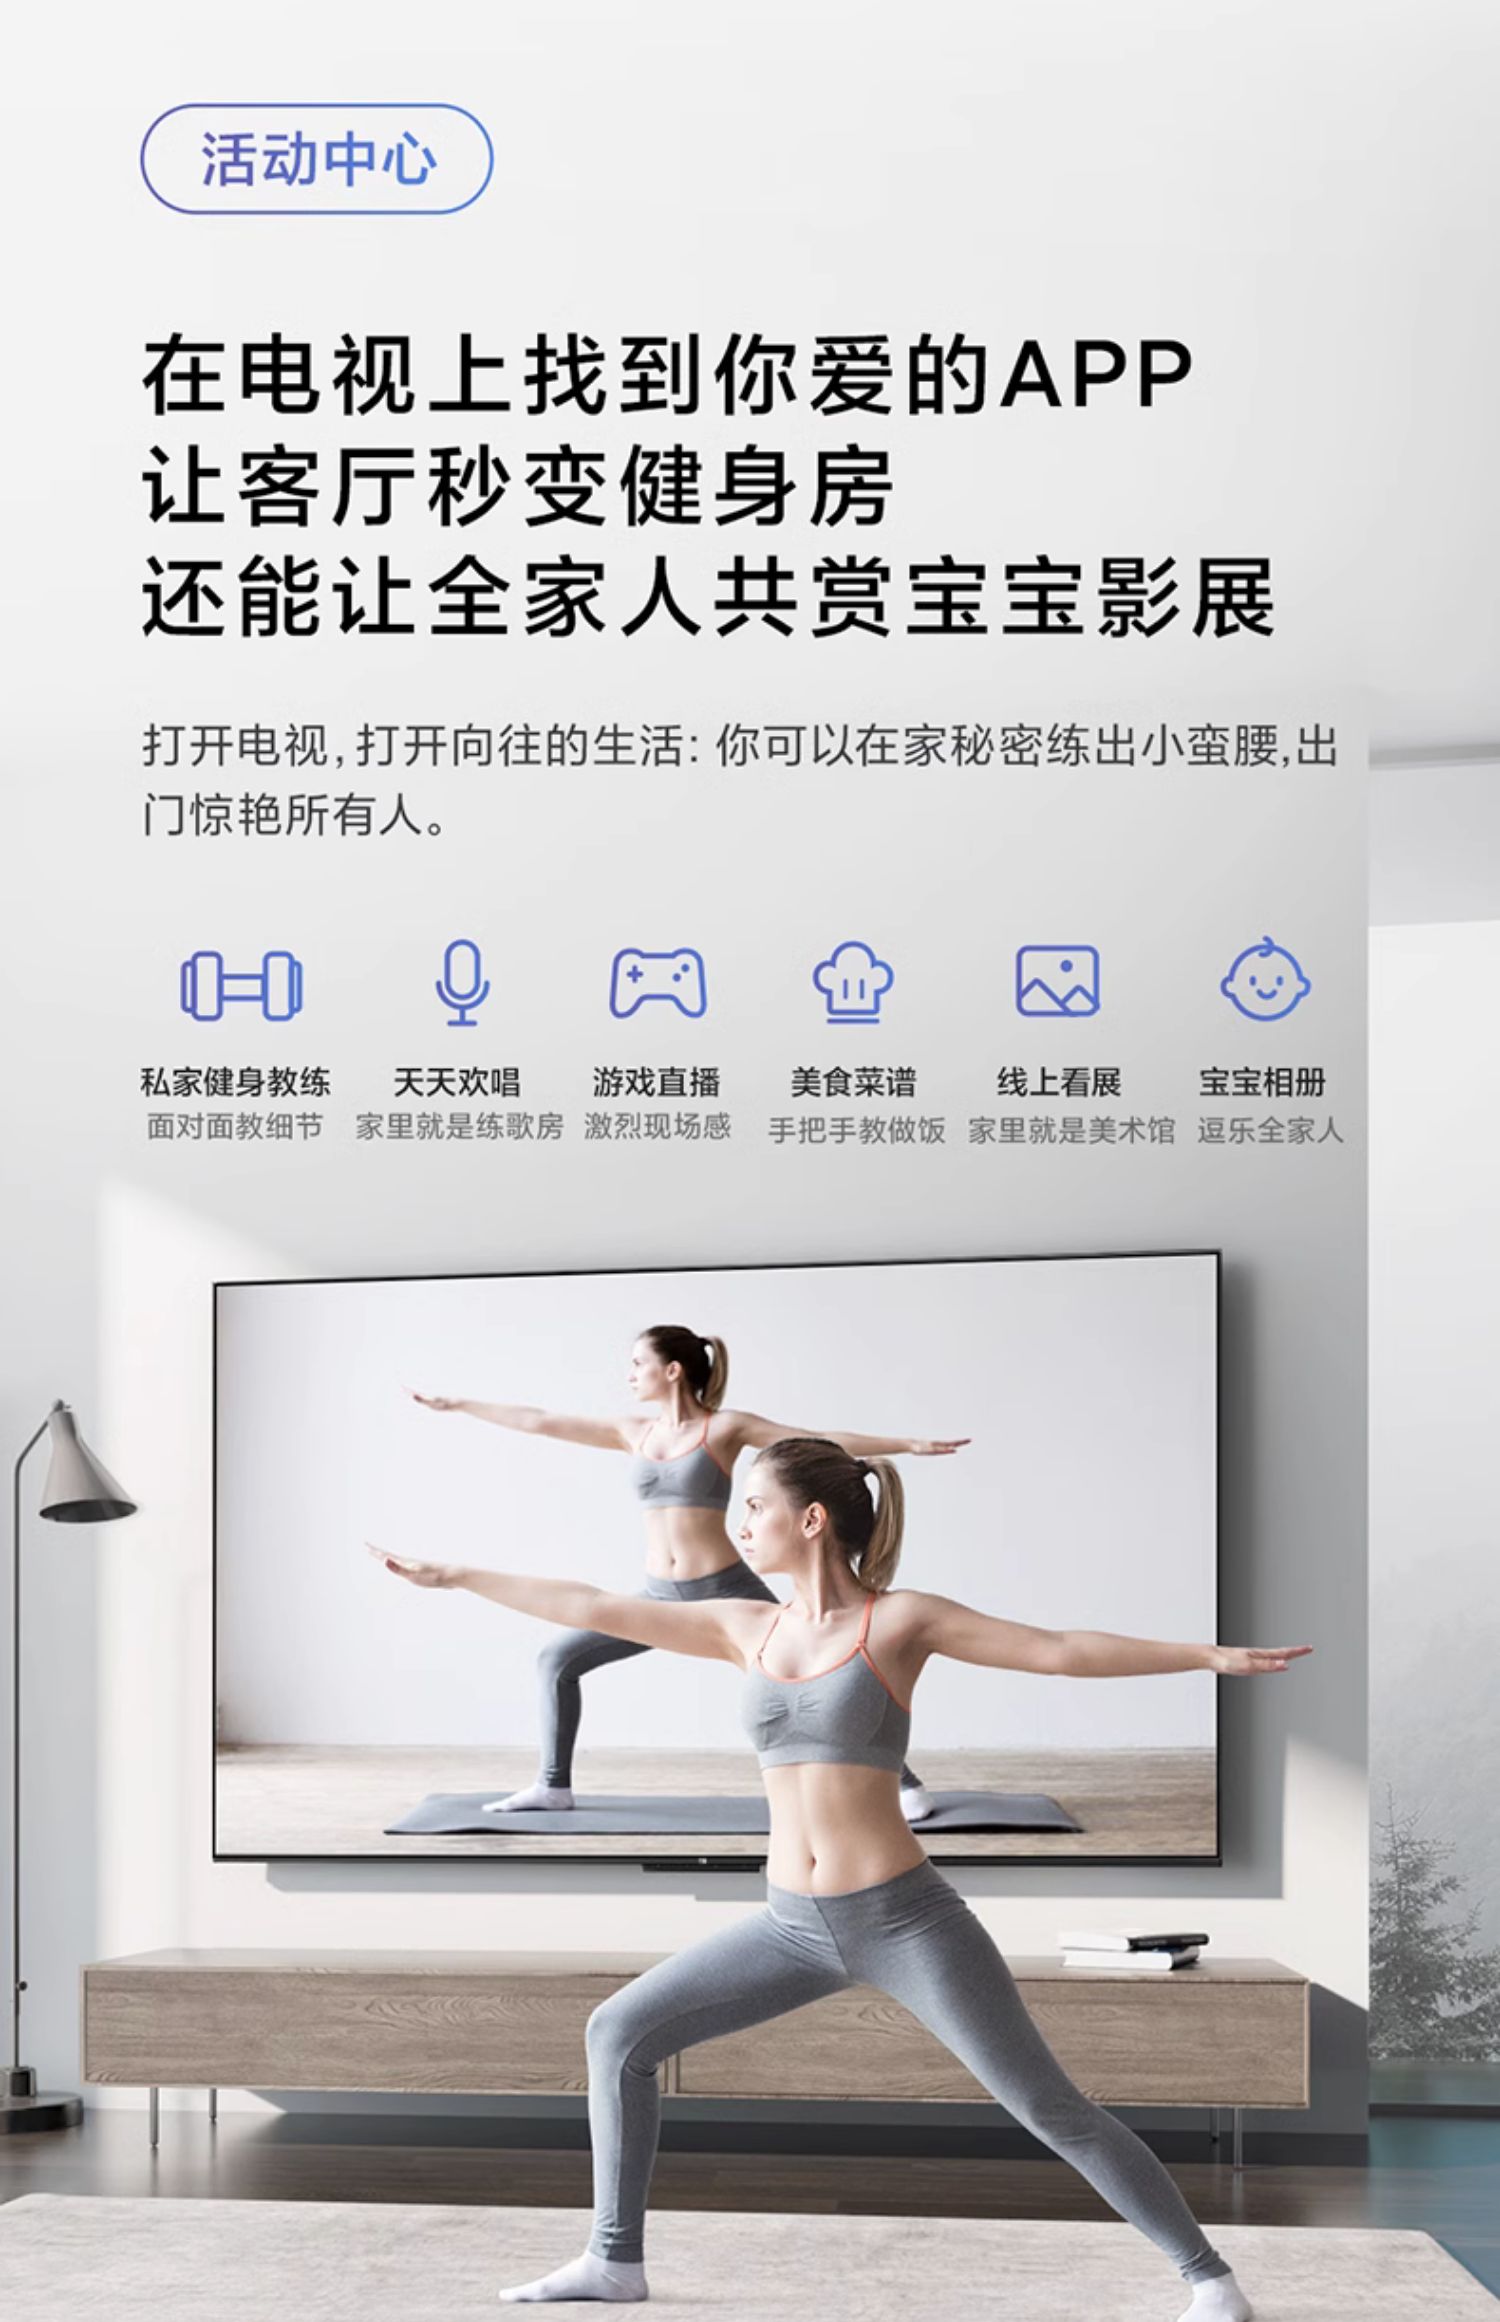 活动中心
在电视上找到你爱的APP
让客厅秒变健身房
还能让全家人共赏宝宝影展
打开电视,打开向往的生活: 你可以在家秘密练出小蛮腰,出
门惊艳所有人。
私家健身教练 天天欢唱 游戏直播 美食菜谱 线上看展 宝宝相册
面对面教细节 家里就是练歌房 激烈现场感 手把手教做饭 家里就是美术馆 逗乐全家人